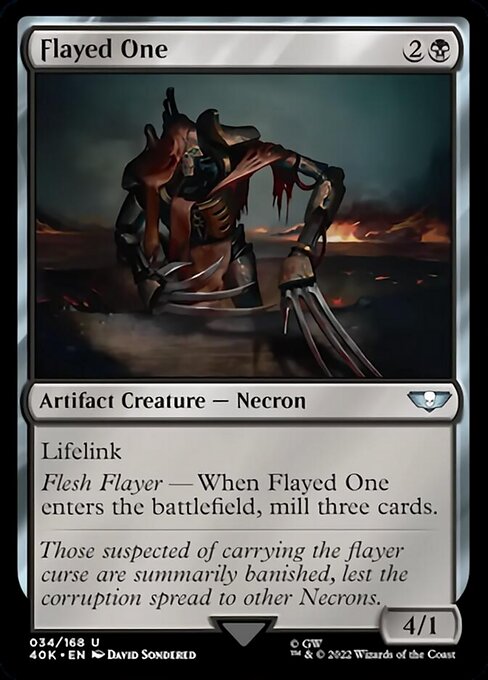 Flayed One 2
Artifact Creature — Necron
Lifelink
Flesh Flayer — When Flayed One
enters the battlefield, mill three cards.
Those suspected of carrying the flayer
curse are summarily banished, lest the
corruption spread to other Necrons.
4/1
034/168 U
40K • EN DAVID SONDERED
© GW
™ & © 2022 Wizards of the Coast